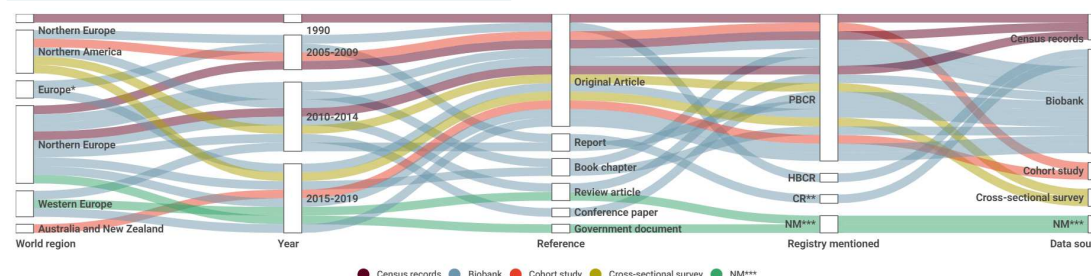 Northern Europe 1990
Northern America 2005-2009 Census records
Europe* Original Article
PBCR Biobank
Northern Europe 2010-2014
Report
Book chapter Cohort study
HBCR
Western Europe 2015-2019 Review article CR** Cross-sectional survey
Conference paper
Australia and New Zealand Government document NM*** NM***
World region Year Reference Registry mentioned Data sou
Census records Biobank Cohort study Cross-sectional survey NM***